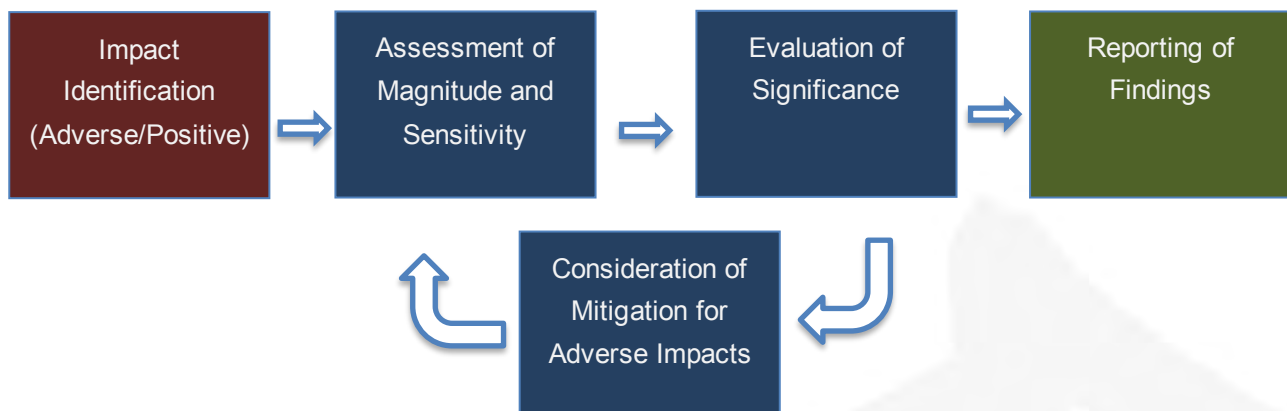 Impact
Identification
(Adverse/Positive)
Assessment of
Magnitude and
Sensitivity
Evaluation of
Significance
Reporting of
Findings
Consideration of
Mitigation for
Adverse Impacts